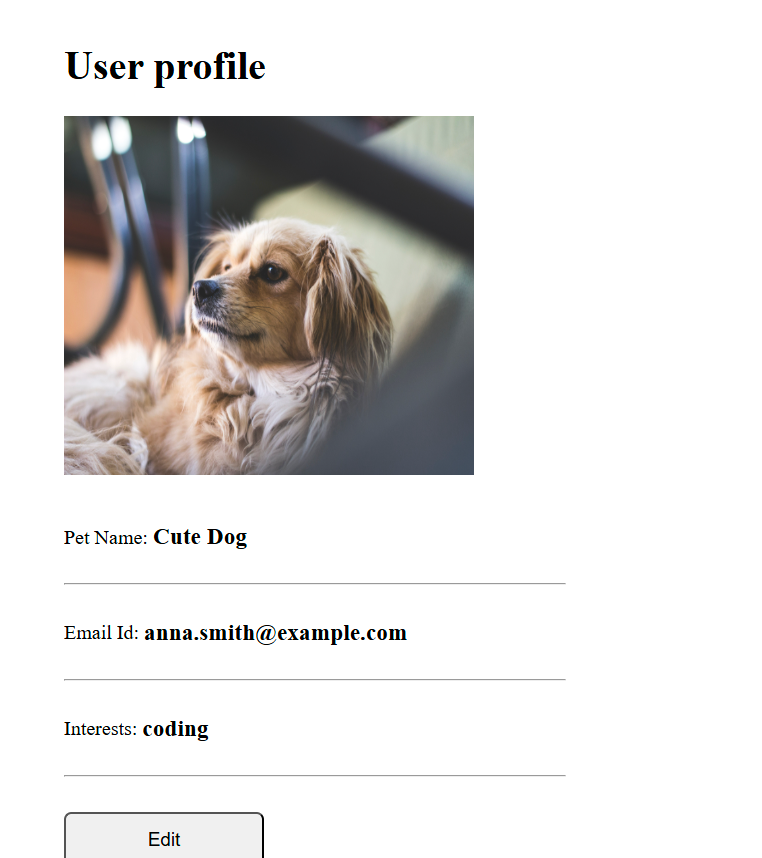 User profile
Pet Name: Cute Dog
Email Id: anna.smith@example.com
Interests: coding
Edit